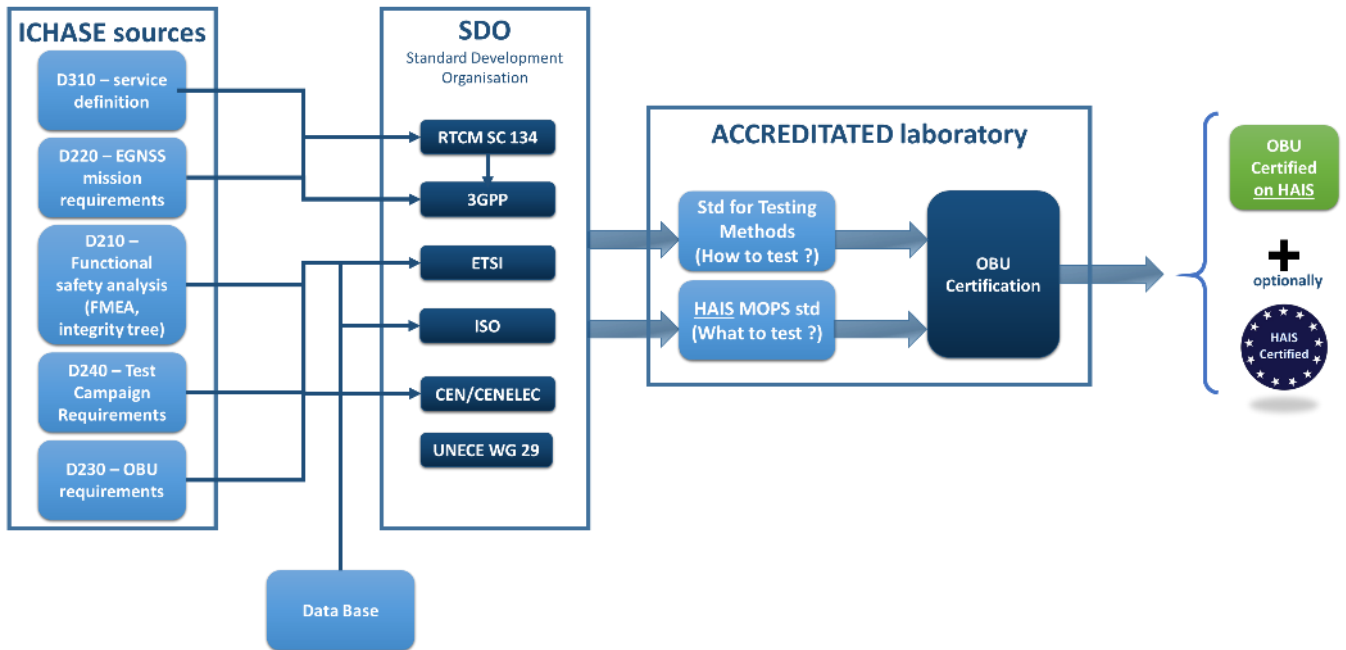 ICHASE sources
D310 – service
definition
D220 – EGNSS
mission
requirements
D210 –
Functional
safety analysis
(FMEA,
integrity tree)
D240 – Test
Campaign
Requirements
D230 – OBU
requirements
Data Base
SDO
Standard Development
Organisation
RTCM SC 134
3GPP
ETSI
ISO
CEN/CENELEC
UNECE WG 29
ACCREDITATED laboratory
Std for Testing
Methods
(How to test ?)
HAIS MOPS std
(What to test ?)
OBU
Certification
OBU
Certified
on HAIS
+
optionally
HAIS
Certified